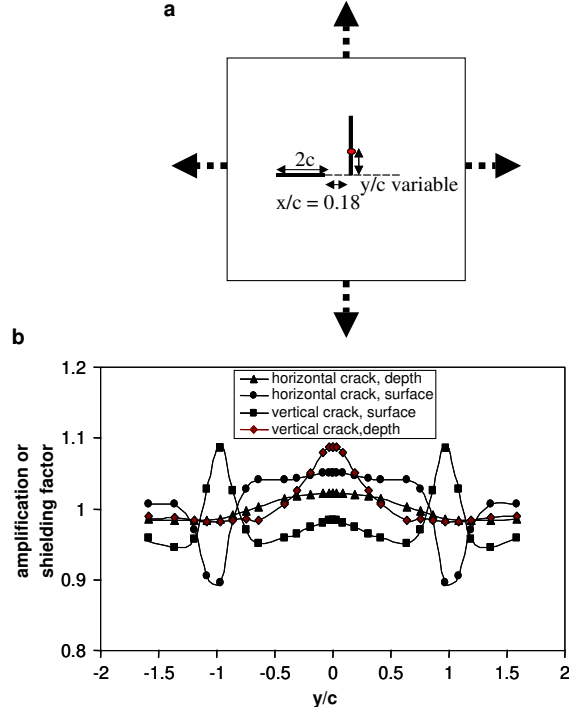 a
2c
y/c variable
x/c = 0.18
b
1.2
horizontal crack, depth
horizontal crack, surface
vertical crack, surface
vertical crack,depth
1.1
amplification or
shielding factor
1
0.9
0.8
-2 -1.5 -1 -0.5 0 0.5 1 1.5 2
y/c